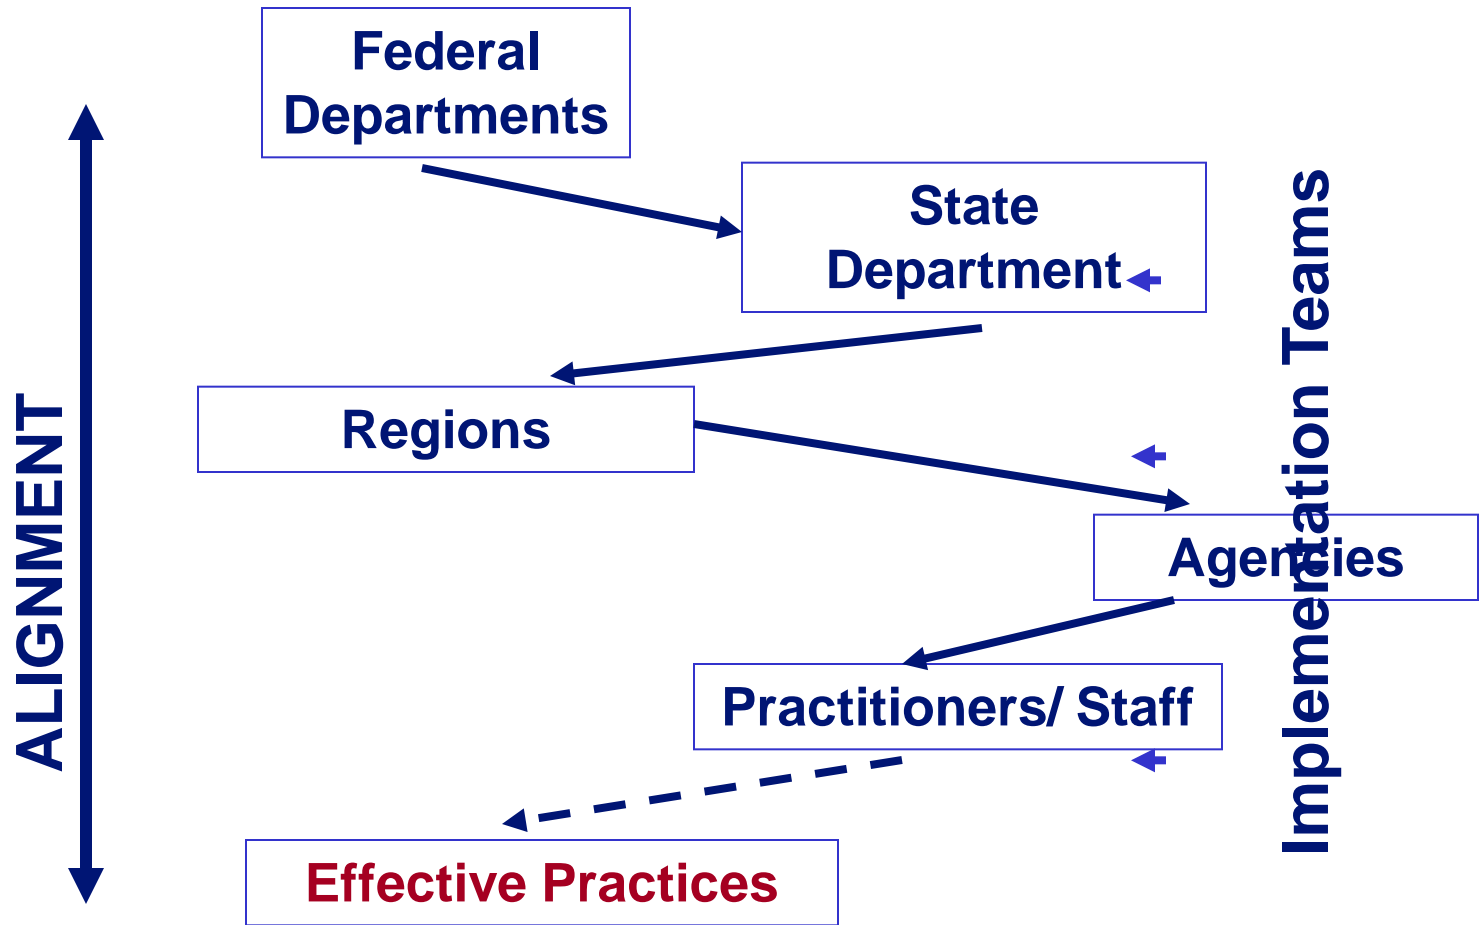 Federal
Departments
State
Department
Regions
Agencies
Practitioners/ Staff
Effective Practices
ALIGNMENT
Implementation Teams